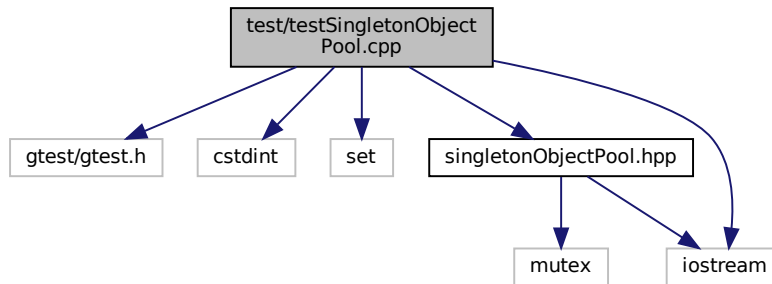 test/testSingletonObject
Pool.cpp
gtest/gtest.h
cstdint
set
singletonObjectPool.hpp
mutex
iostream